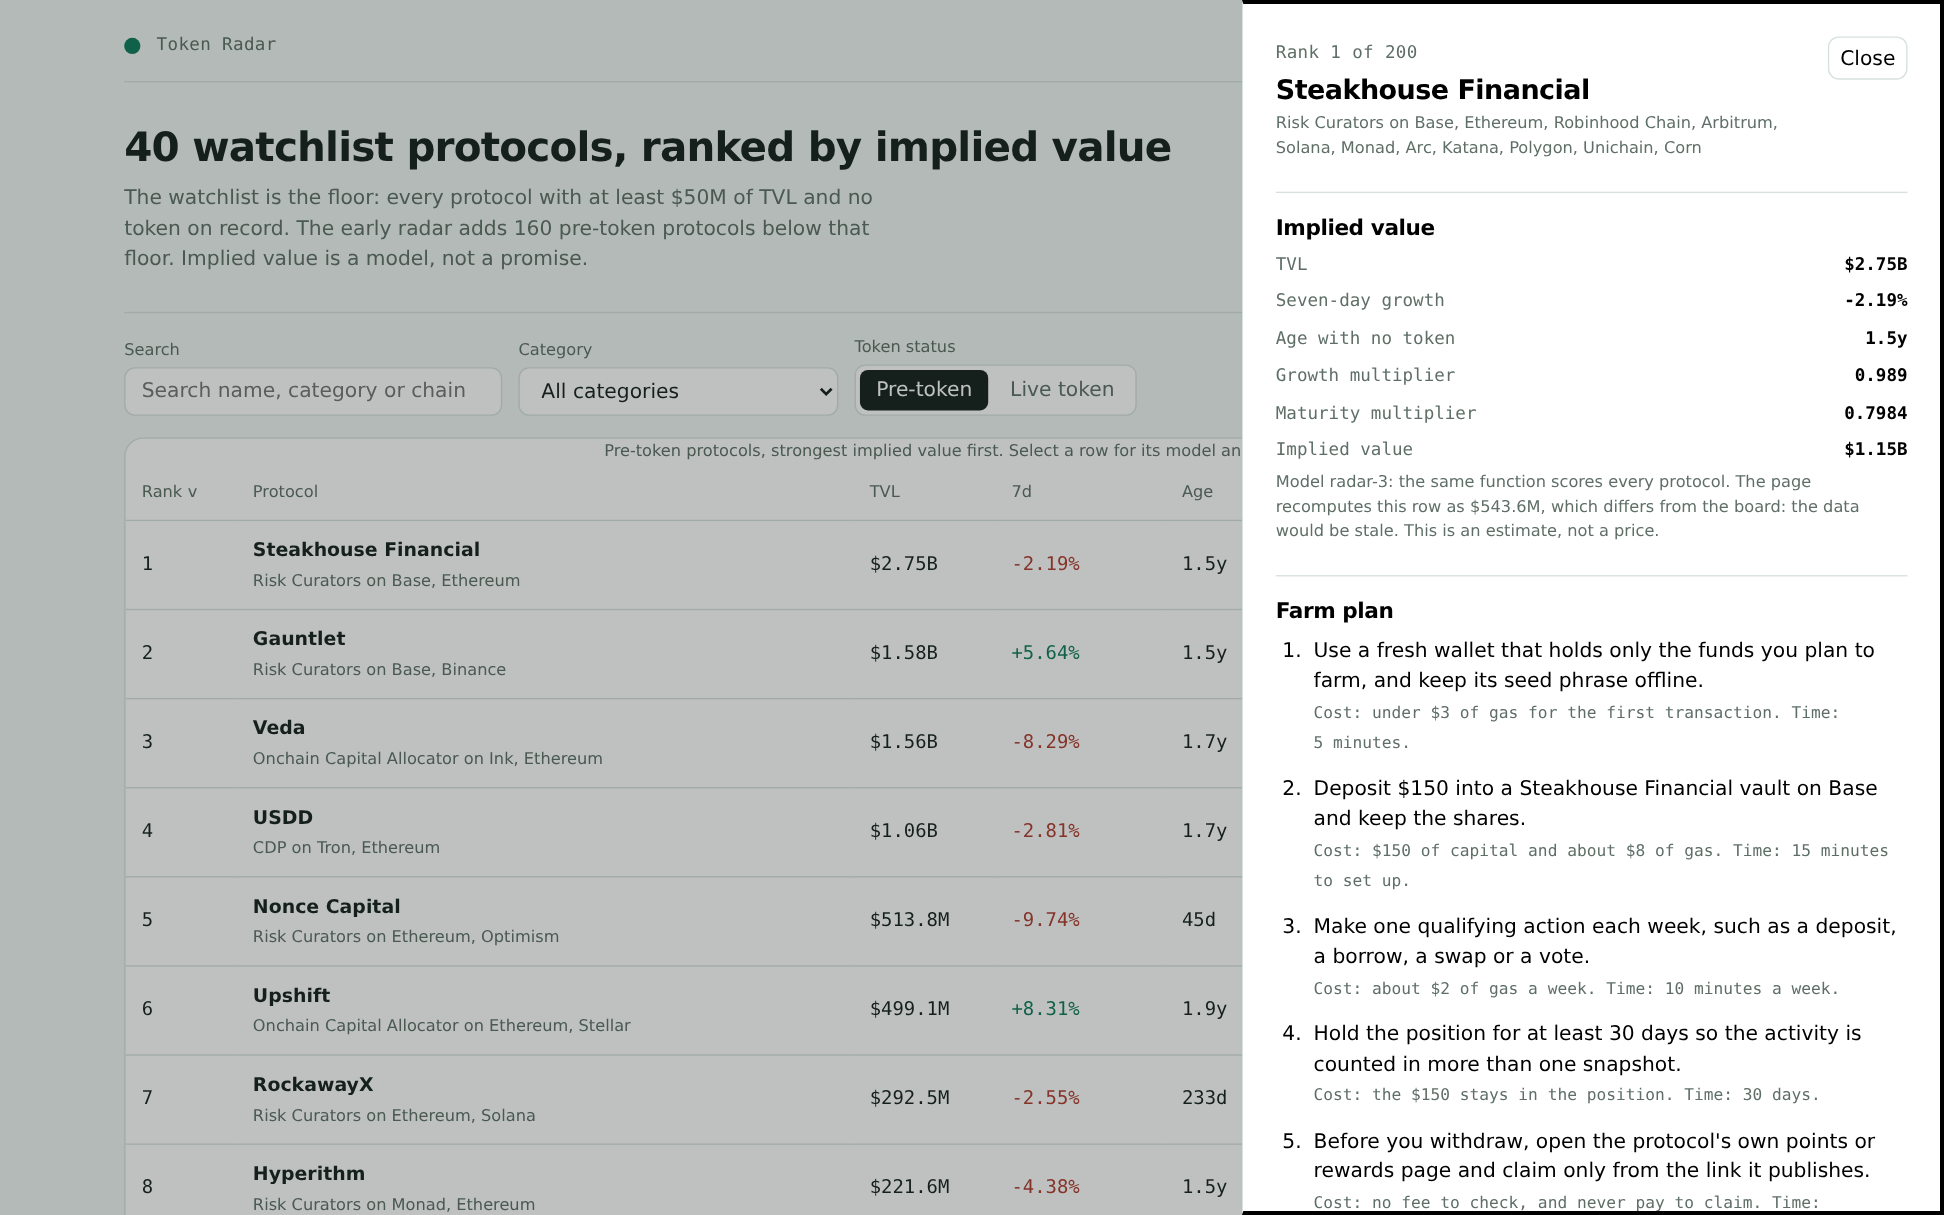 Token Radar
40 watchlist protocols, ranked by implied value
The watchlist is the floor: every protocol with at least $50M of TVL and no
token on record. The early radar adds 160 pre-token protocols below that
floor. Implied value is a model, not a promise.
Search
Category
Token status
Search name, category or chain
All categories
Pre-token
Live token
Pre-token protocols, strongest implied value first. Select a row for its model an
Rank v Protocol TVL 7d Age
1 Steakhouse Financial $2.75B -2.19% 1.5y
Risk Curators on Base, Ethereum
2 Gauntlet $1.58B +5.64% 1.5y
Risk Curators on Base, Binance
3 Veda $1.56B -8.29% 1.7y
Onchain Capital Allocator on Ink, Ethereum
4 USDD $1.06B -2.81% 1.7y
CDP on Tron, Ethereum
5 Nonce Capital $513.8M -9.74% 45d
Risk Curators on Ethereum, Optimism
6 Upshift $499.1M +8.31% 1.9y
Onchain Capital Allocator on Ethereum, Stellar
7 RockawayX $292.5M -2.55% 233d
Risk Curators on Ethereum, Solana
8 Hyperithm $221.6M -4.38% 1.5y
Risk Curators on Monad, Ethereum
Rank 1 of 200
Close
Steakhouse Financial
Risk Curators on Base, Ethereum, Robinhood Chain, Arbitrum,
Solana, Monad, Arc, Katana, Polygon, Unichain, Corn
Implied value
TVL $2.75B
Seven-day growth -2.19%
Age with no token 1.5y
Growth multiplier 0.989
Maturity multiplier 0.7984
Implied value $1.15B
Model radar-3: the same function scores every protocol. The page
recomputes this row as $543.6M, which differs from the board: the data
would be stale. This is an estimate, not a price.
Farm plan
1. Use a fresh wallet that holds only the funds you plan to
farm, and keep its seed phrase offline.
Cost: under $3 of gas for the first transaction. Time:
5 minutes.
2. Deposit $150 into a Steakhouse Financial vault on Base
and keep the shares.
Cost: $150 of capital and about $8 of gas. Time: 15 minutes
to set up.
3. Make one qualifying action each week, such as a deposit,
a borrow, a swap or a vote.
Cost: about $2 of gas a week. Time: 10 minutes a week.
4. Hold the position for at least 30 days so the activity is
counted in more than one snapshot.
Cost: the $150 stays in the position. Time: 30 days.
5. Before you withdraw, open the protocol's own points or
rewards page and claim only from the link it publishes.
Cost: no fee to check, and never pay to claim. Time: